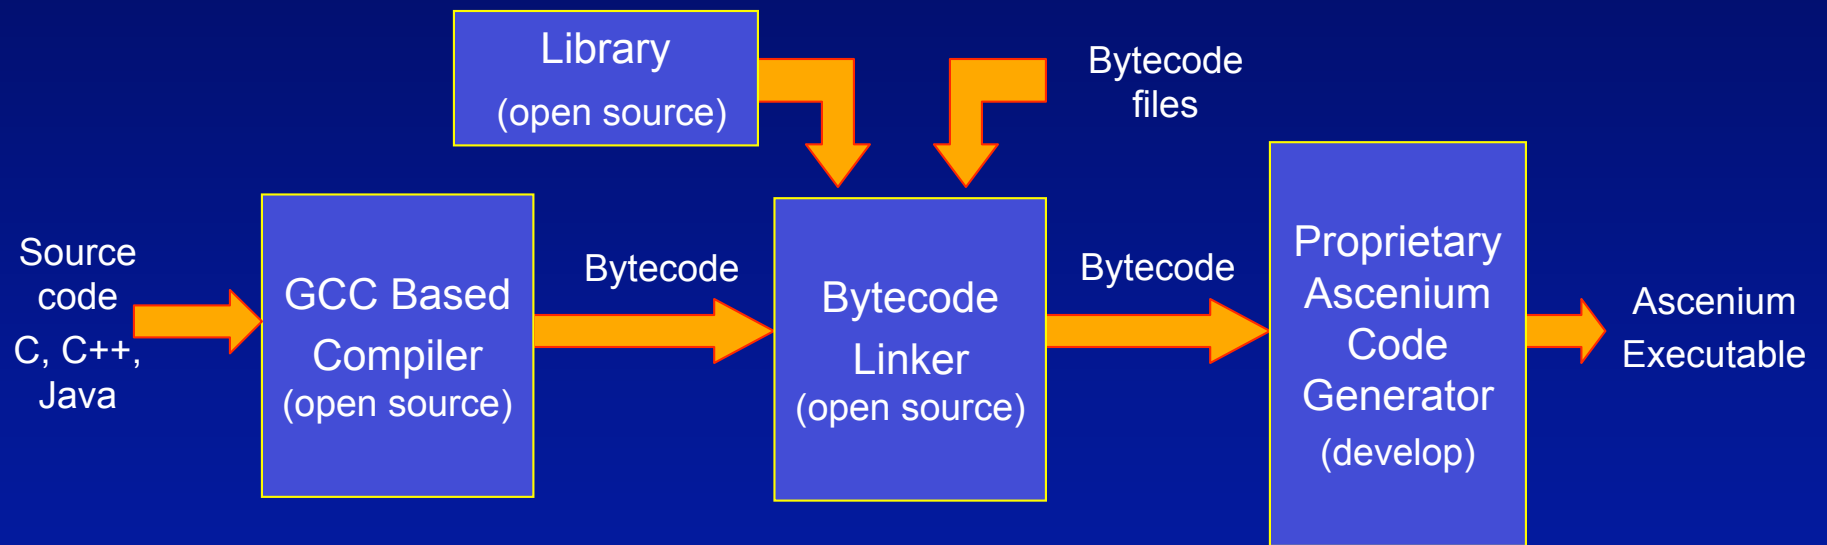 Library
(open source)
Bytecode
files
Source
code
C, C++,
Java
GCC Based
Compiler
(open source)
Bytecode
Bytecode
Linker
(open source)
Bytecode
Proprietary
Ascenium
Code
Generator
(develop)
Ascenium
Executable